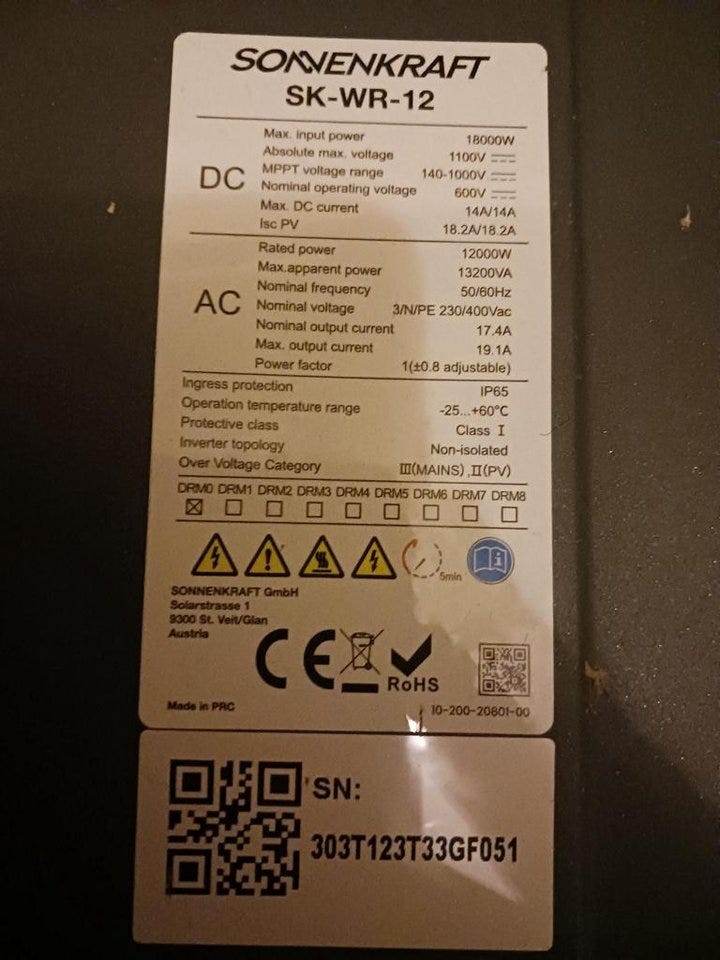 SONNENKRAFT
SK-WR-12
DC
Max. input power 18000W
Absolute max. voltage 1100V
MPPT voltage range 140-1000V
Nominal operating voltage 600V
Max. DC current 14A/14A
Isc PV 18.2A/18.2A
AC
Rated power 12000W
Max.apparent power 13200VA
Nominal frequency 50/60Hz
Nominal voltage 3/N/PE 230/400Vac
Nominal output current 17.4A
Max. output current 19.1A
Power factor 1(±0.8 adjustable)
Ingress protection IP65
Operation temperature range -25...+60℃
Protective class Class Ⅰ
Inverter topology Non-isolated
Over Voltage Category Ⅲ(MAINS) ,Ⅱ(PV)
DRM0 DRM1 DRM2 DRM3 DRM4 DRM5 DRM6 DRM7 DRM8
5min
SONNENKRAFT GmbH
Solarstrasse 1
9300 St. Veit/Glan
Austria
CE
RoHS
Made in PRC 10-200-20801-00
SN:
303T123T33GF051